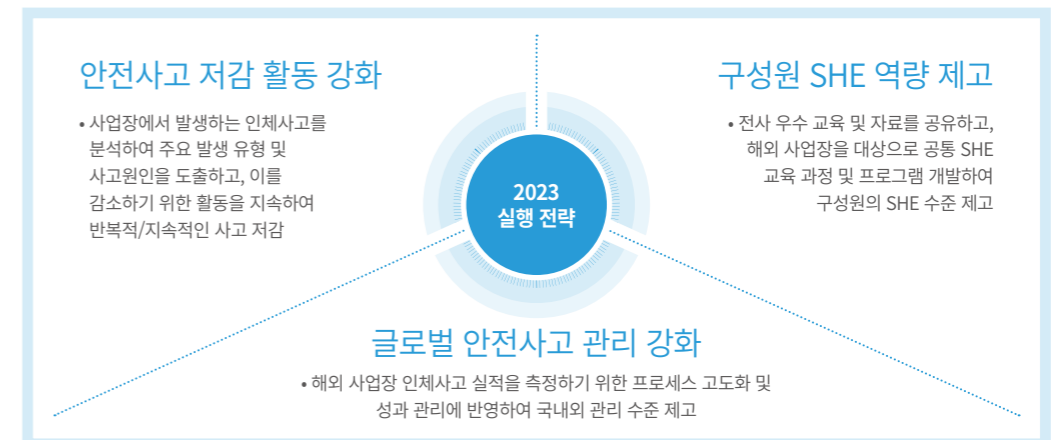 안전사고 저감 활동 강화
• 사업장에서 발생하는 인체사고를
분석하여 주요 발생 유형 및
사고원인을 도출하고, 이를
감소하기 위한 활동을 지속하여
반복적/지속적인 사고 저감
구성원 SHE 역량 제고
• 전사 우수 교육 및 자료를 공유하고,
해외 사업장을 대상으로 공통 SHE
교육 과정 및 프로그램 개발하여
구성원의 SHE 수준 제고
2023
실행 전략
글로벌 안전사고 관리 강화
• 해외 사업장 인체사고 실적을 측정하기 위한 프로세스 고도화 및
성과 관리에 반영하여 국내외 관리 수준 제고